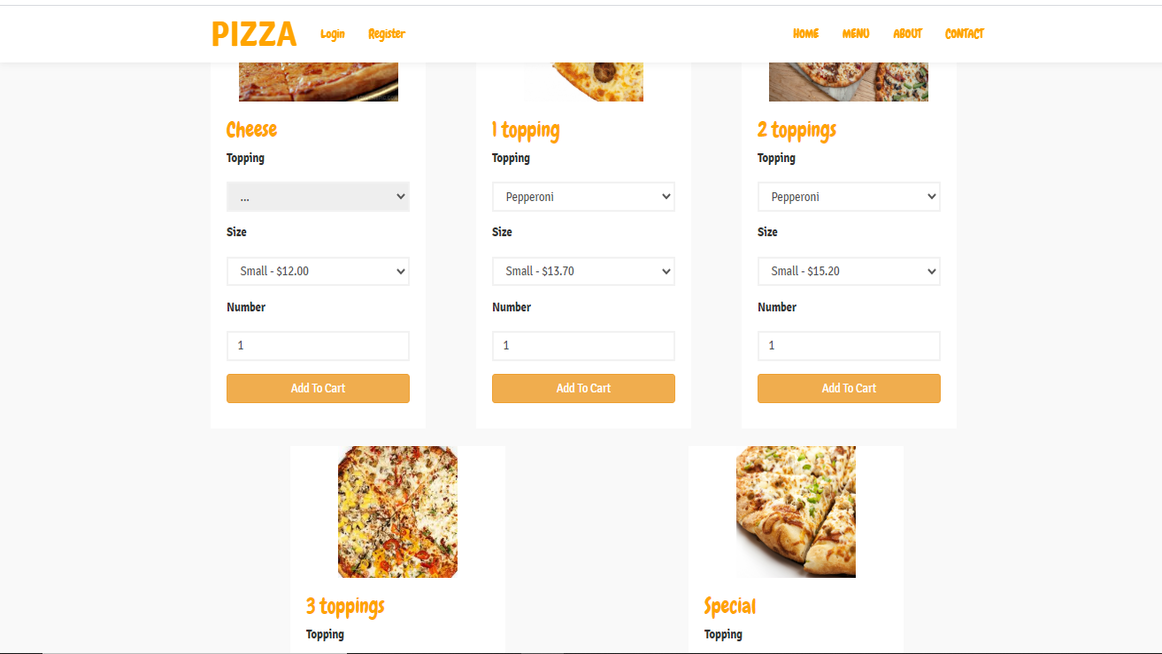 PIZZA Login Register HOME MENU ABOUT CONTACT
Cheese 1 topping 2 toppings
Topping Topping Topping
... Pepperoni Pepperoni
Size Size Size
Small - $12.00 Small - $13.70 Small - $15.20
Number Number Number
1 1 1
Add To Cart Add To Cart Add To Cart
3 toppings Special
Topping Topping